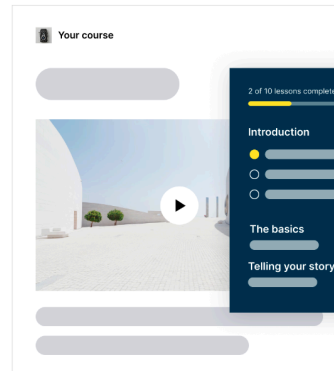 Your course
2 of 10 lessons complete
Introduction
The basics
Telling your story